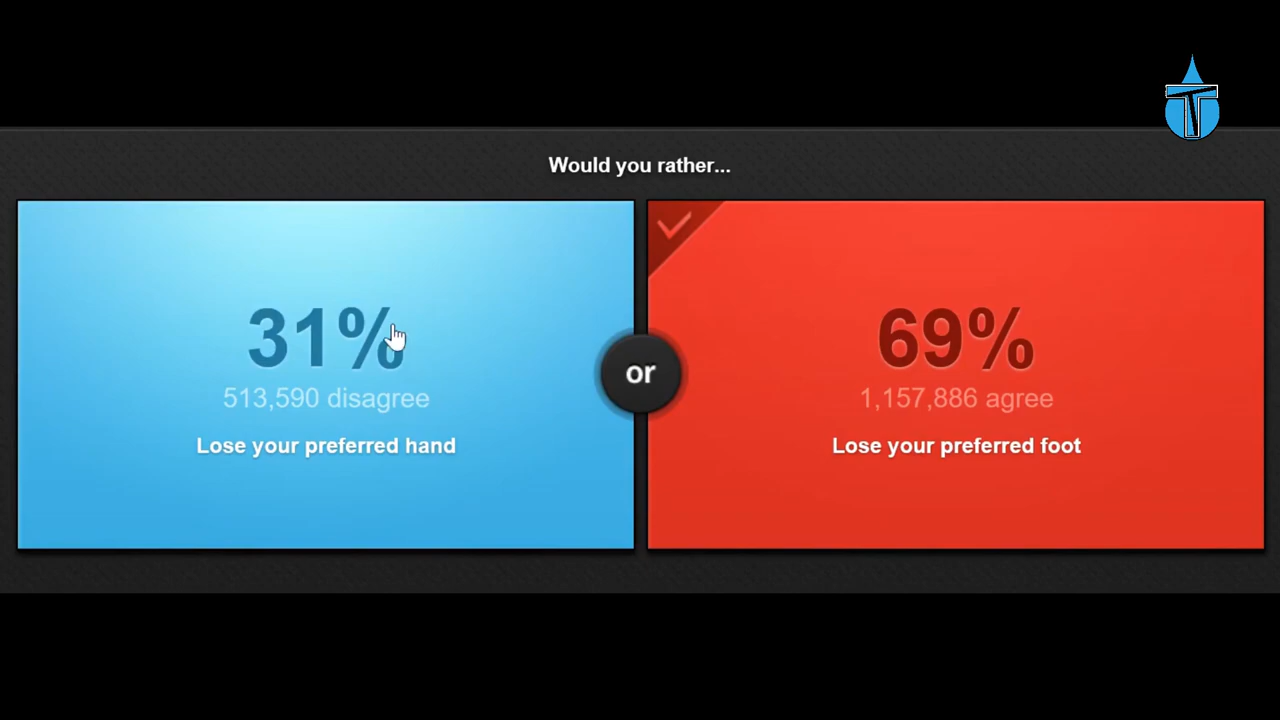 T
Would you rather...
31%
513,590 disagree
Lose your preferred hand
or
69%
1,157,886 agree
Lose your preferred foot